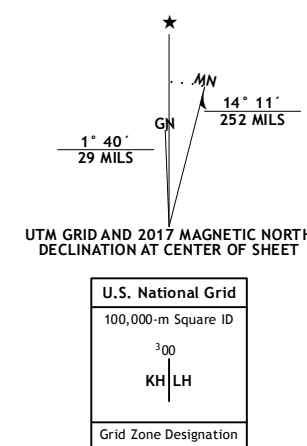 ★
MN
GN
14° 11´
252 MILS
1° 40´
29 MILS
UTM GRID AND 2017 MAGNETIC NORTH
DECLINATION AT CENTER OF SHEET
U.S. National Grid
100,000-m Square ID
³00
KH LH
Grid Zone Designation